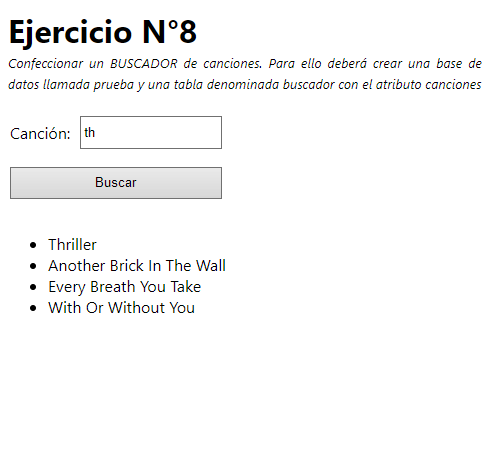 Ejercicio N°8
Confeccionar un BUSCADOR de canciones. Para ello deberá crear una base de
datos llamada prueba y una tabla denominada buscador con el atributo canciones
Canción: th
Buscar
Thriller
Another Brick In The Wall
Every Breath You Take
With Or Without You